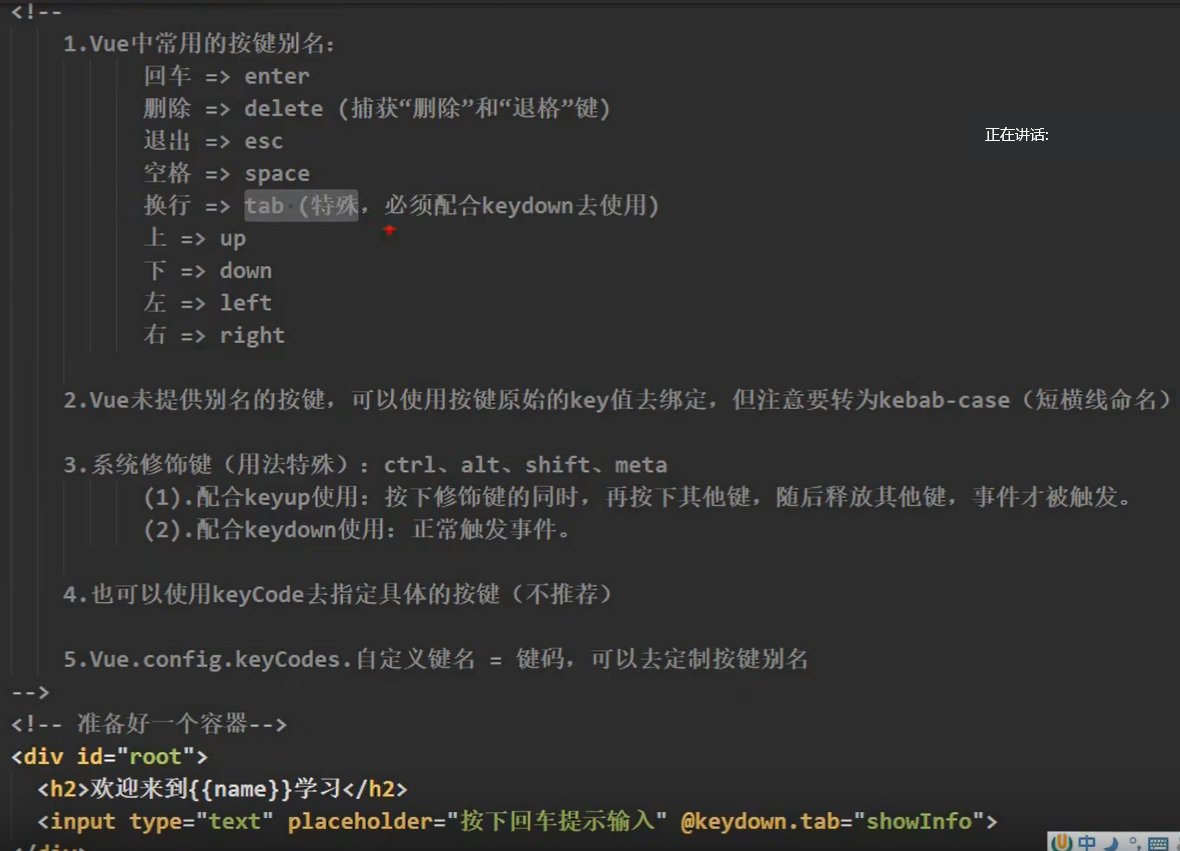 <!--
1.Vue中常用的按键别名：
回车 => enter
删除 => delete (捕获“删除”和“退格”键)
退出 => esc
空格 => space
换行 => tab (特殊，必须配合keydown去使用)
上 => up
下 => down
左 => left
右 => right
2.Vue未提供别名的按键，可以使用按键原始的key值去绑定，但注意要转为kebab-case（短横线命名）
3.系统修饰键（用法特殊）：ctrl、alt、shift、meta
(1).配合keyup使用：按下修饰键的同时，再按下其他键，随后释放其他键，事件才被触发。
(2).配合keydown使用：正常触发事件。
4.也可以使用keyCode去指定具体的按键（不推荐）
5.Vue.config.keyCodes.自定义键名 = 键码，可以去定制按键别名
-->
<!-- 准备好一个容器-->
<div id="root">
<h2>欢迎来到{{name}}学习</h2>
<input type="text" placeholder="按下回车提示输入" @keydown.tab="showInfo">
</div>
正在讲话:
中